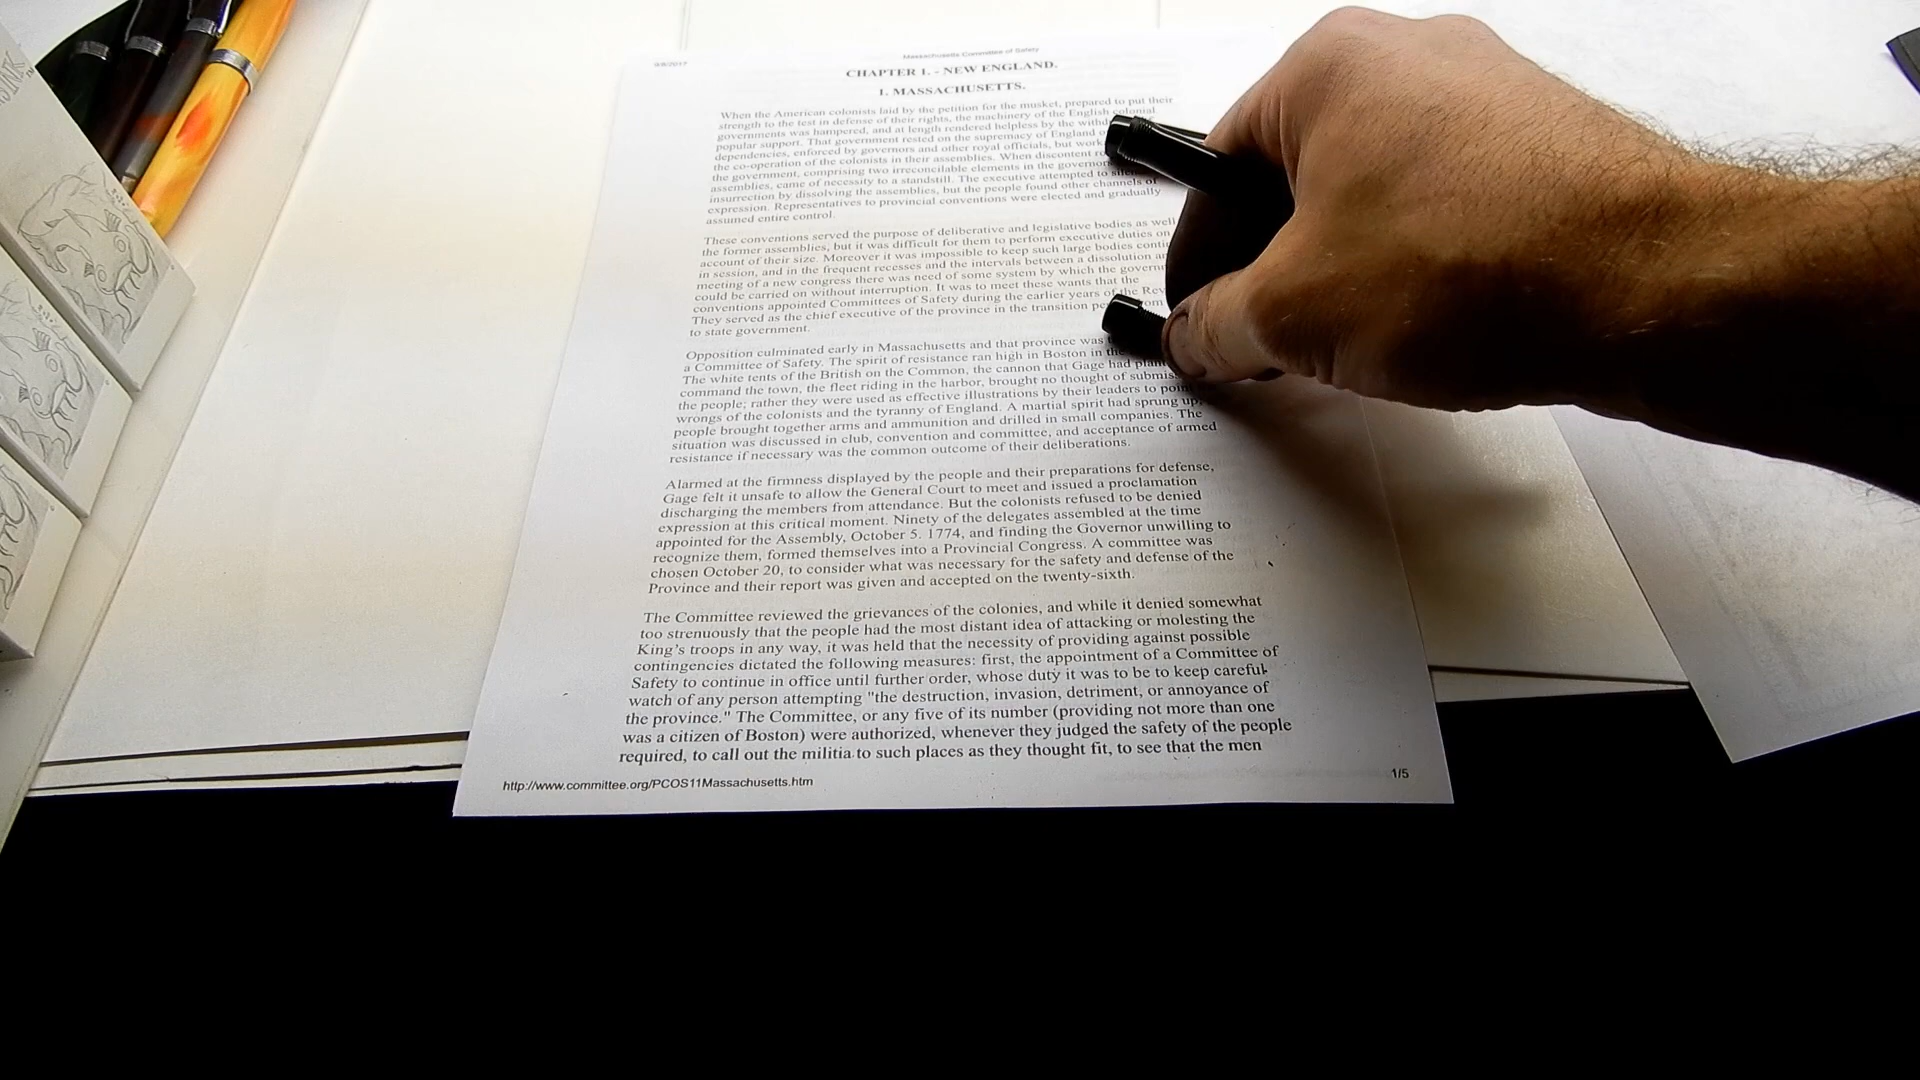 INK
9/8/2017
Massachusetts Committee of Safety
CHAPTER 1. - NEW ENGLAND.
1. MASSACHUSETTS.
When the American colonists laid by the petition for the musket, prepared to put their
strength to the test in defense of their rights, the machinery of the English colonial
governments was hampered, and at length rendered helpless by the
popular support. That government rested on the supremacy of England
dependencies, enforced by governors and other royal officials, but
the co-operation of the colonists in their assemblies. When discontent
the government, comprising two irreconcilable elements in the
assemblies, came of necessity to a standstill. The executive attempted to
insurrection by dissolving the assemblies, but the people found other channels of
expression. Representatives to provincial conventions were elected and gradually
assumed entire control.
These conventions served the purpose of deliberative and legislative bodies as well
the former assemblies, but it was difficult for them to perform executive duties on
account of their size. Moreover it was impossible to keep such large bodies
in session, and in the frequent recesses and the intervals between a dissolution
meeting of a new congress there was need of some system by which the
could be carried on without interruption. It was to meet these wants that the
conventions appointed Committees of Safety during the earlier years of the
They served as the chief executive of the province in the transition
to state government.
Opposition culminated early in Massachusetts and that province was
a Committee of Safety. The spirit of resistance ran high in Boston in the
The white tents of the British on the Common, the cannon that Gage had
command the town, the fleet riding in the harbor, brought no thought of
the people; rather they were used as effective illustrations by their leaders to
wrongs of the colonists and the tyranny of England. A martial spirit had sprung up,
people brought together arms and ammunition and drilled in small companies. The
situation was discussed in club, convention and committee, and acceptance of armed
resistance if necessary was the common outcome of their deliberations.
Alarmed at the firmness displayed by the people and their preparations for defense,
Gage felt it unsafe to allow the General Court to meet and issued a proclamation
discharging the members from attendance. But the colonists refused to be denied
expression at this critical moment. Ninety of the delegates assembled at the time
appointed for the Assembly, October 5. 1774, and finding the Governor unwilling to
recognize them, formed themselves into a Provincial Congress. A committee was
chosen October 20, to consider what was necessary for the safety and defense of the
Province and their report was given and accepted on the twenty-sixth.
The Committee reviewed the grievances of the colonies, and while it denied somewhat
too strenuously that the people had the most distant idea of attacking or molesting the
King's troops in any way, it was held that the necessity of providing against possible
contingencies dictated the following measures: first, the appointment of a Committee of
Safety to continue in office until further order, whose duty it was to be to keep careful
watch of any person attempting "the destruction, invasion, detriment, or annoyance of
the province." The Committee, or any five of its number (providing not more than one
was a citizen of Boston) were authorized, whenever they judged the safety of the people
required, to call out the militia to such places as they thought fit, to see that the men
http://www.committee.org/PCOS11Massachusetts.htm
1/5